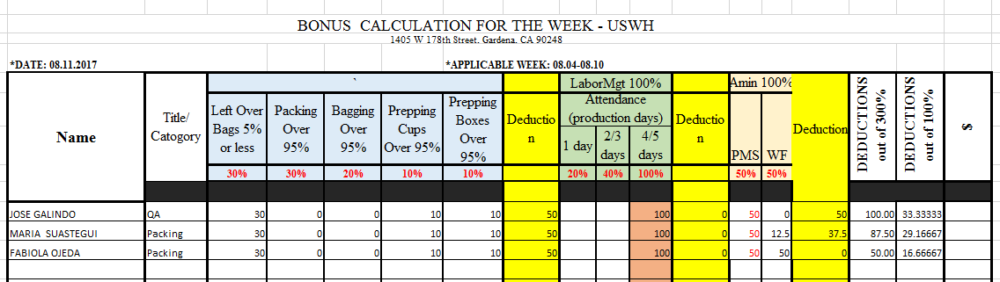 BONUS CALCULATION FOR THE WEEK - USWH
1405 W 178th Street. Gardena. CA 90248
*DATE: 08.11.2017 *APPLICABLE WEEK: 08.04-08.10
Name Title/ Catogory ` Deductio n LaborMgt 100% Deductio n Amin 100% Deduction DEDUCTIONS out of 300% DEDUCTIONS out of 100% $
Left Over Bags 5% or less Packing Over 95% Bagging Over 95% Prepping Cups Over 95% Prepping Boxes Over 95% Attendance (production days) PMS WF
1 day 2/3 days 4/5 days
30% 30% 20% 10% 10% 20% 40% 100% 50% 50%
JOSE GALINDO QA 30 0 0 10 10 50 100 0 50 0 50 100.00 33.33333
MARIA SUASTEGUI Packing 30 0 0 10 10 50 100 0 50 12.5 37.5 87.50 29.16667
FABIOLA OJEDA Packing 30 0 0 10 10 50 100 0 50 50 0 50.00 16.66667